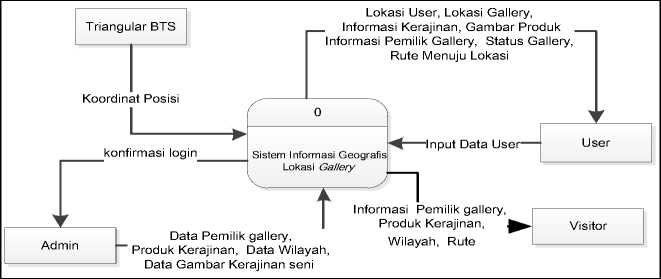 Triangular BTS
Lokasi User, Lokasi Gallery,
Informasi Kerajinan, Gambar Produk
Informasi Pemilik Gallery, Status Gallery,
Rute Menuju Lokasi
Koordinat Posisi
0
Sistem Informasi Geografis
Lokasi Gallery
Input Data User
User
konfirmasi login
Admin
Data Pemilik gallery,
Produk Kerajinan, Data Wilayah,
Data Gambar Kerajinan seni
Informasi Pemilik gallery,
Produk Kerajinan,
Wilayah, Rute
Visitor